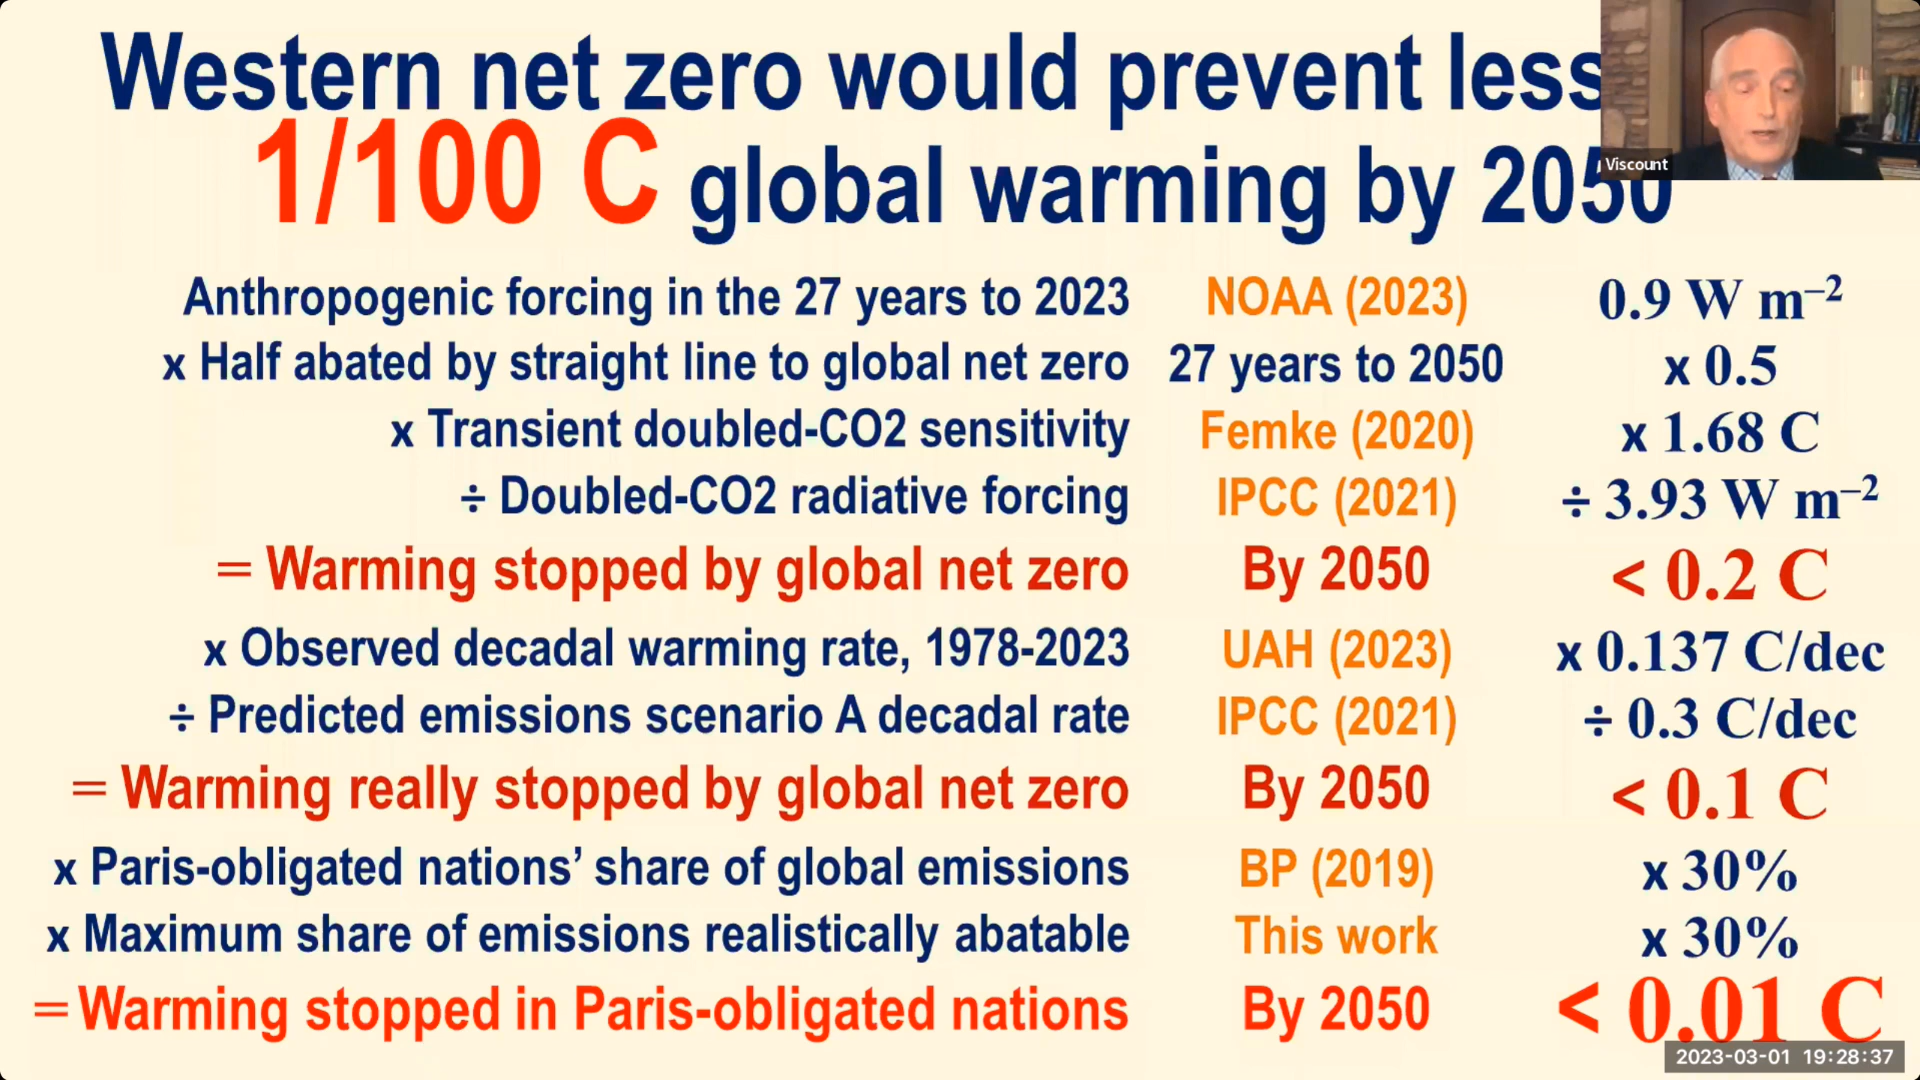 Western net zero would prevent less
1/100 C global warming by 2050
Viscount
Anthropogenic forcing in the 27 years to 2023 NOAA (2023) 0.9 W m⁻²
x Half abated by straight line to global net zero 27 years to 2050 x 0.5
x Transient doubled-CO2 sensitivity Femke (2020) x 1.68 C
÷ Doubled-CO2 radiative forcing IPCC (2021) ÷ 3.93 W m⁻²
= Warming stopped by global net zero By 2050 < 0.2 C
x Observed decadal warming rate, 1978-2023 UAH (2023) x 0.137 C/dec
÷ Predicted emissions scenario A decadal rate IPCC (2021) ÷ 0.3 C/dec
= Warming really stopped by global net zero By 2050 < 0.1 C
x Paris-obligated nations’ share of global emissions BP (2019) x 30%
x Maximum share of emissions realistically abatable This work x 30%
= Warming stopped in Paris-obligated nations By 2050 < 0.01 C
2023-03-01 19:28:37